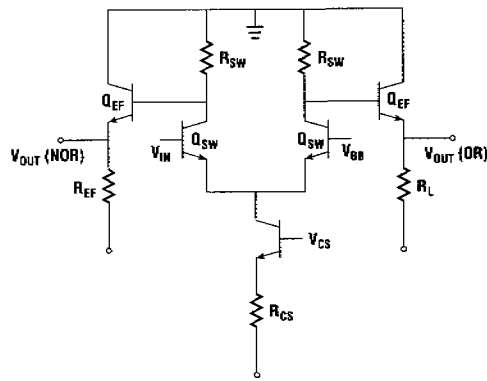 R_SW
R_SW
Q_EF
Q_EF
Q_SW
Q_SW
V_IN
V_BB
V_OUT (NOR)
V_OUT (OR)
R_EF
R_L
V_CS
R_CS